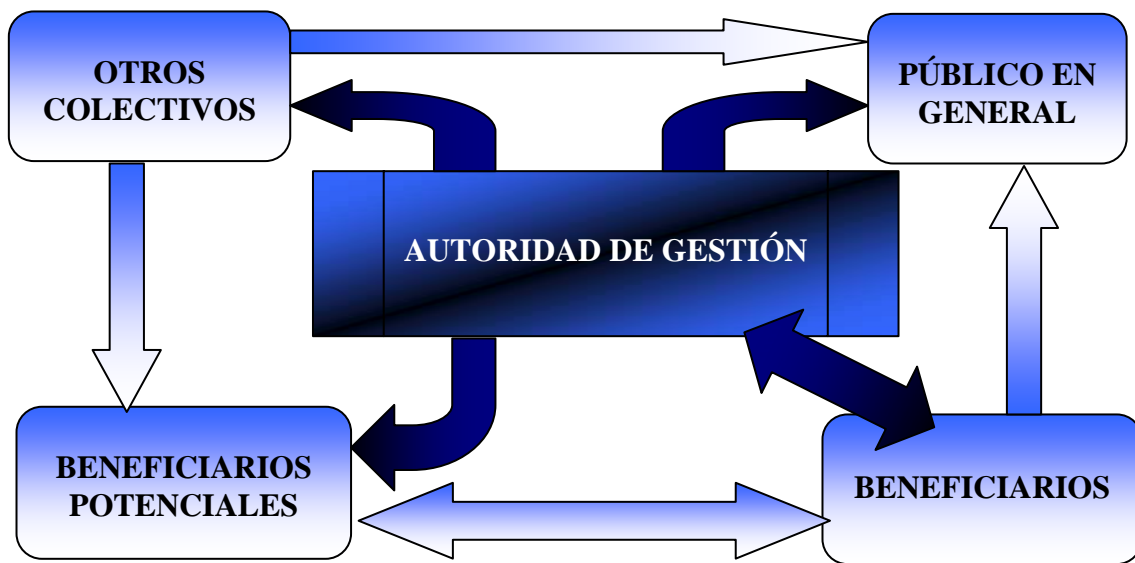 OTROS
COLECTIVOS
PÚBLICO EN
GENERAL
AUTORIDAD DE GESTIÓN
BENEFICIARIOS
POTENCIALES
BENEFICIARIOS